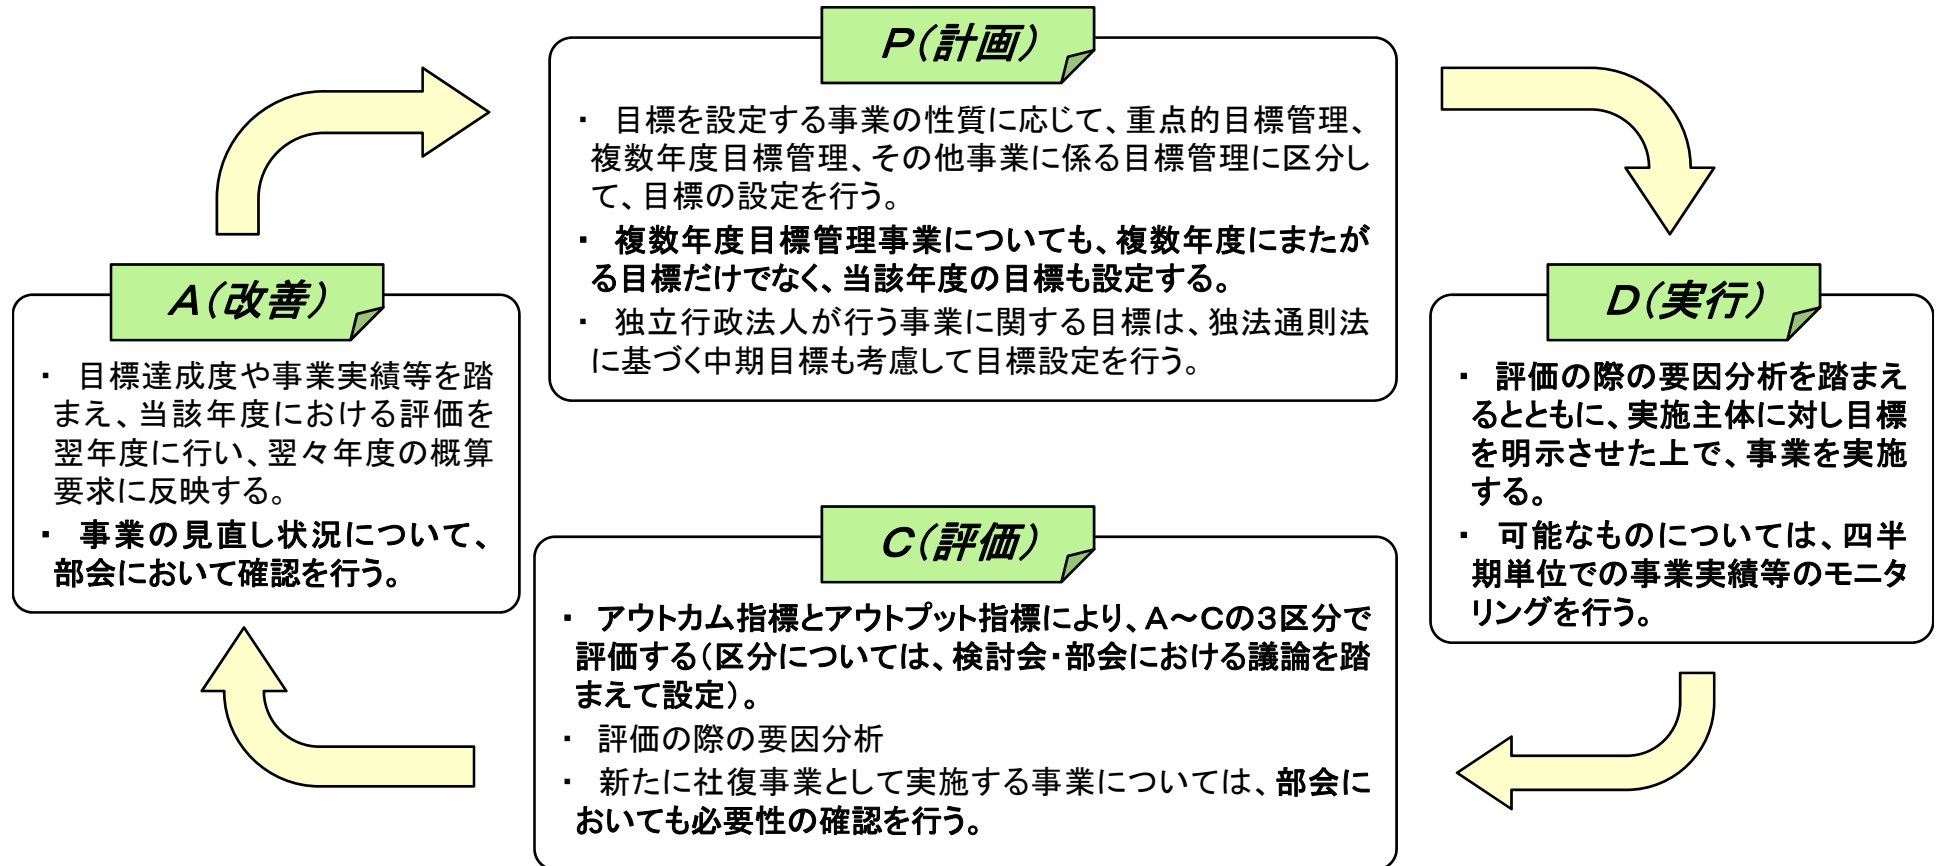 P(計画)
・ 目標を設定する事業の性質に応じて、重点的目標管理、
複数年度目標管理、その他事業に係る目標管理に区分し
て、目標の設定を行う。
・ 複数年度目標管理事業についても、複数年度にまたが
る目標だけでなく、当該年度の目標も設定する。
・ 独立行政法人が行う事業に関する目標は、独法通則法
に基づく中期目標も考慮して目標設定を行う。
D(実行)
・ 評価の際の要因分析を踏まえ
るとともに、実施主体に対し目標
を明示させた上で、事業を実施
する。
・ 可能なものについては、四半
期単位での事業実績等のモニタ
リングを行う。
C(評価)
・ アウトカム指標とアウトプット指標により、A~Cの3区分で
評価する(区分については、検討会・部会における議論を踏
まえて設定)。
・ 評価の際の要因分析
・ 新たに社復事業として実施する事業については、部会に
おいても必要性の確認を行う。
A(改善)
・ 目標達成度や事業実績等を踏
まえ、当該年度における評価を
翌年度に行い、翌々年度の概算
要求に反映する。
・ 事業の見直し状況について、
部会において確認を行う。